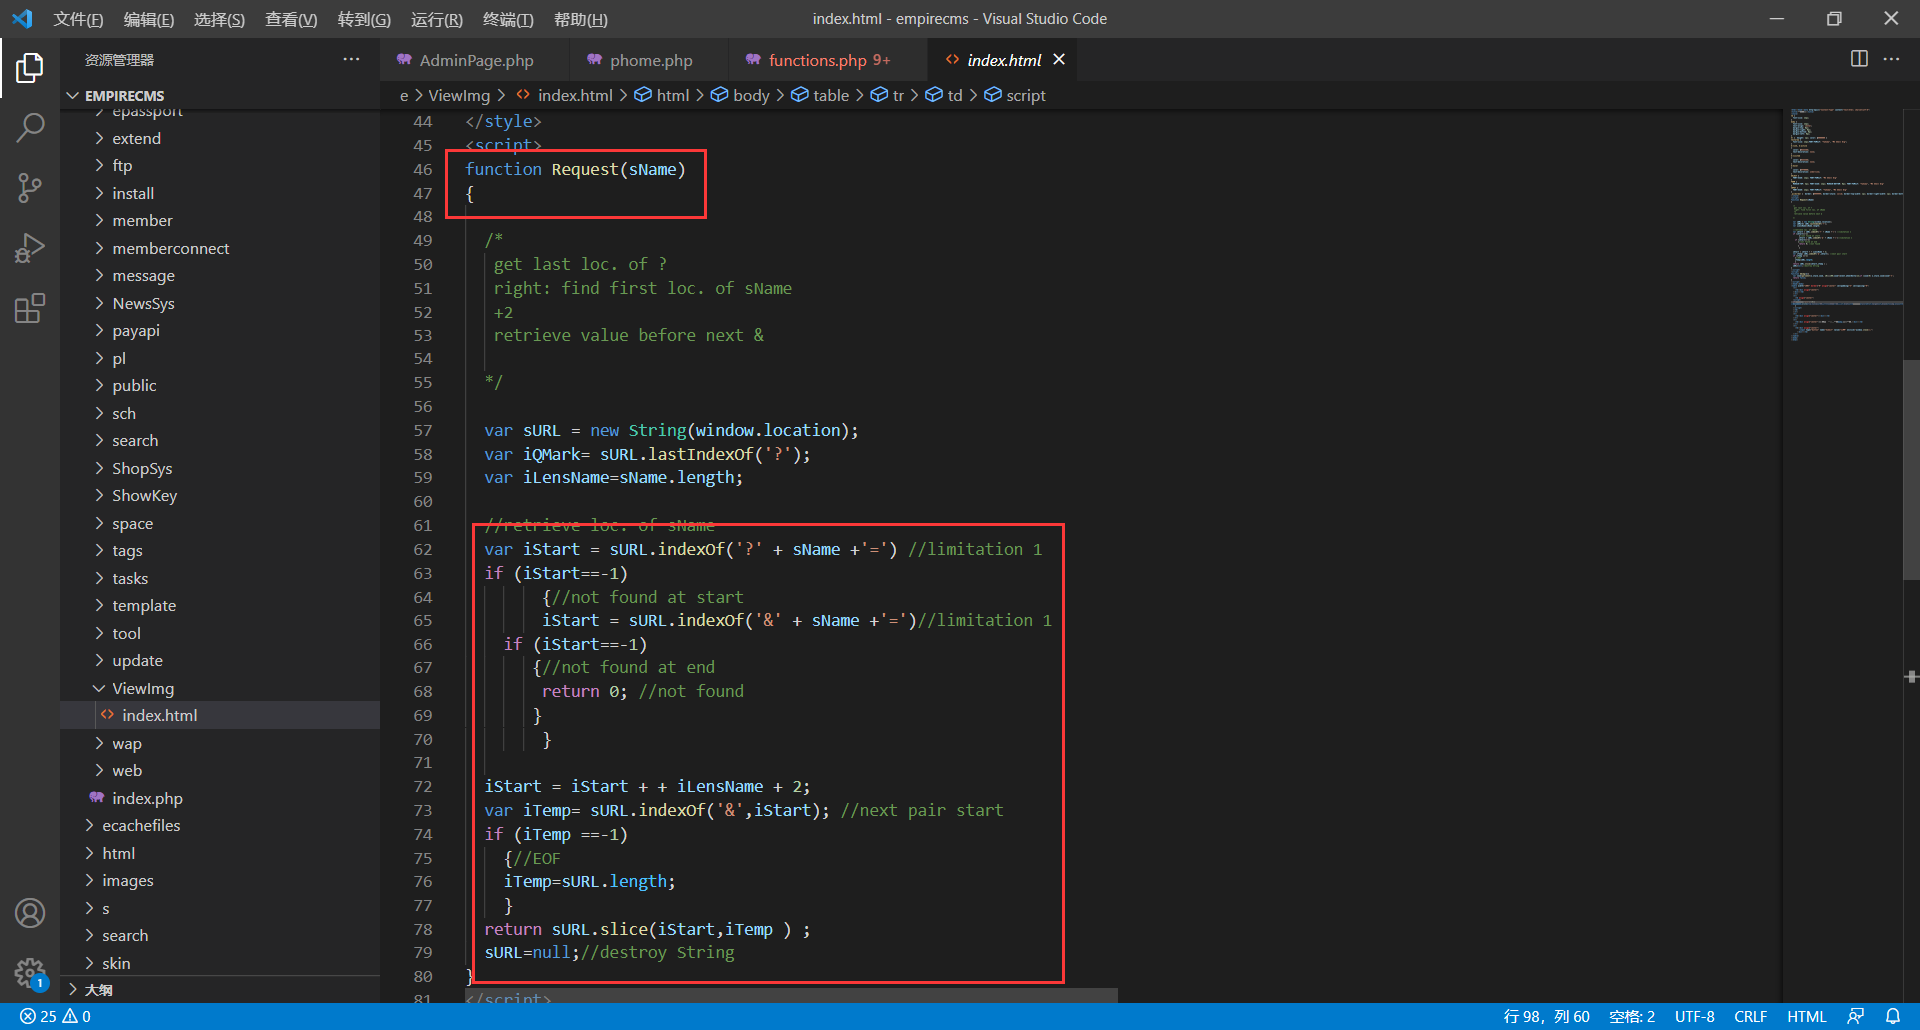 文件(F) 编辑(E) 选择(S) 查看(V) 转到(G) 运行(R) 终端(T) 帮助(H) index.html - empirecms - Visual Studio Code
资源管理器
EMPIRECMS
epassport
extend
ftp
install
member
memberconnect
message
NewsSys
payapi
pl
public
sch
search
ShopSys
ShowKey
space
tags
tasks
template
tool
update
ViewImg
index.html
wap
web
index.php
ecachefiles
html
images
s
search
skin
大纲
1
AdminPage.php phome.php functions.php 9+ index.html
e > ViewImg > index.html > html > body > table > tr > td > script
44 </style>
45 <script>
46 function Request(sName)
47 {
48
49 /*
50 get last loc. of ?
51 right: find first loc. of sName
52 +2
53 retrieve value before next &
54
55 */
56
57 var sURL = new String(window.location);
58 var iQMark= sURL.lastIndexOf('?');
59 var iLensName=sName.length;
60
61 //retrieve loc. of sName
62 var iStart = sURL.indexOf('?' + sName +'=') //limitation 1
63 if (iStart==-1)
64 {//not found at start
65 iStart = sURL.indexOf('&' + sName +'=')//limitation 1
66 if (iStart==-1)
67 {//not found at end
68 return 0; //not found
69 }
70 }
71
72 iStart = iStart + + iLensName + 2;
73 var iTemp= sURL.indexOf('&',iStart); //next pair start
74 if (iTemp ==-1)
75 {//EOF
76 iTemp=sURL.length;
77 }
78 return sURL.slice(iStart,iTemp ) ;
79 sURL=null;//destroy String
80 }
81 </script>
25 0 行 98，列 60 空格: 2 UTF-8 CRLF HTML